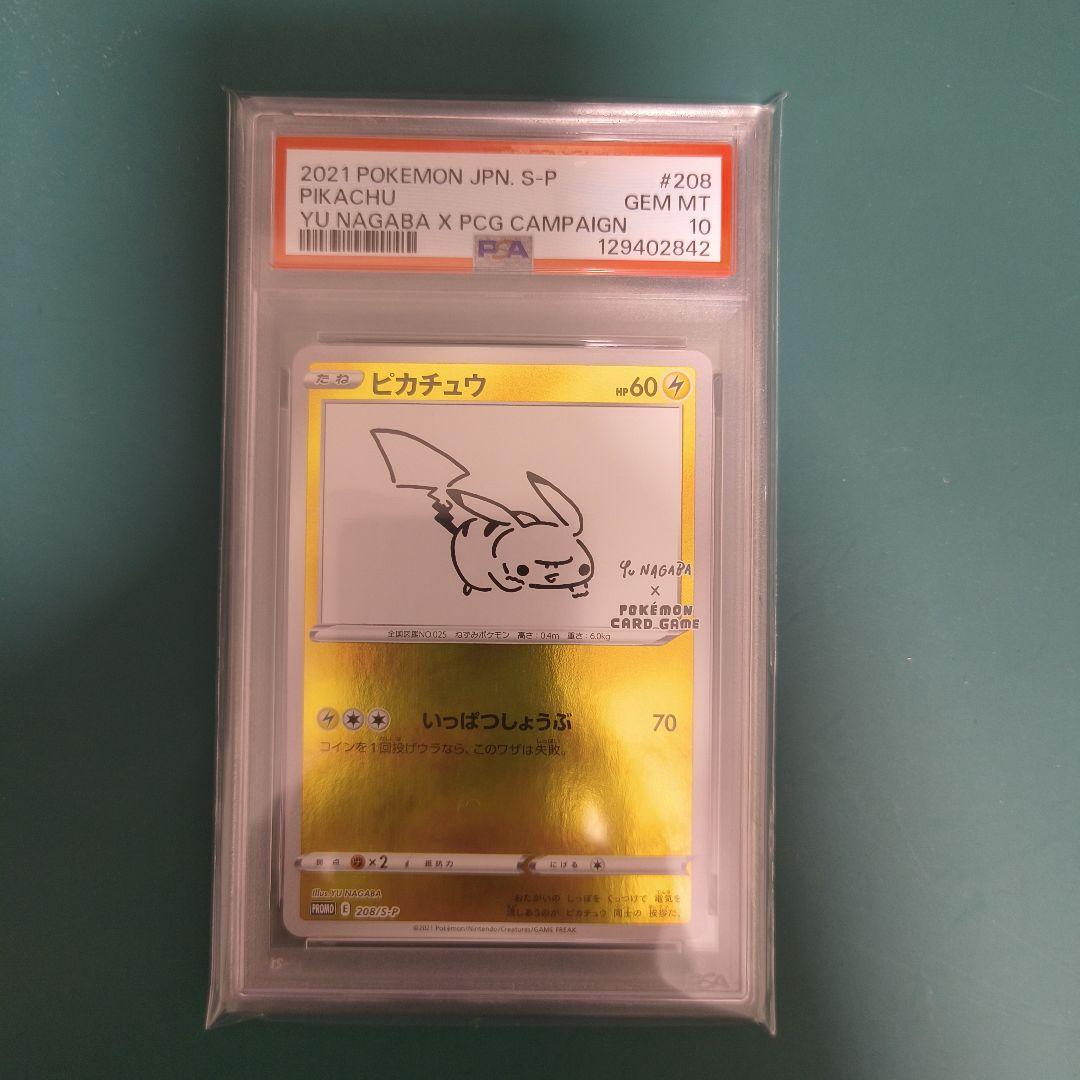 2021 POKEMON JPN. S-P #208
PIKACHU GEM MT
YU NAGABA X PCG CAMPAIGN 10
PSA 129402842
たね ピカチュウ HP60
YU NAGABA
×
POKÉMON
CARD GAME
全国図鑑NO.025 ねずみポケモン 高さ:0.4m 重さ:6.0kg
いっぱつしょうぶ 70
コインを1回投げウラなら、このワザは失敗。
弱点 ×2 抵抗力 にげる
Illus. YU NAGABA
PROMO E 208/S-P
おたがいの しっぽを くっつけて 電気を
流しあうのが ピカチュウ 同士の 挨拶だ。
©2021 Pokémon/Nintendo/Creatures/GAME FREAK
PSA